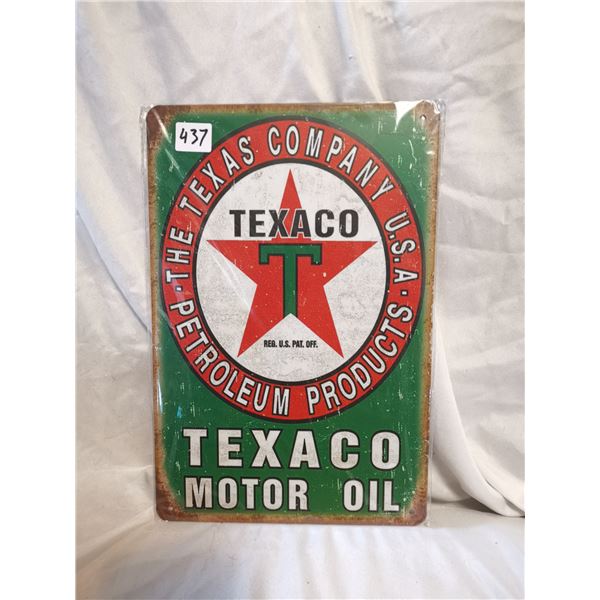 437
THE TEXAS COMPANY U.S.A.
TEXACO
T
REG. U.S. PAT. OFF.
PETROLEUM PRODUCTS
TEXACO
MOTOR OIL